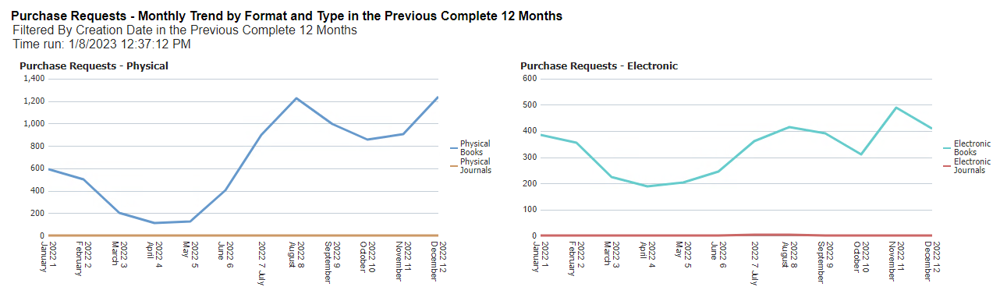 Purchase Requests - Monthly Trend by Format and Type in the Previous Complete 12 Months
Filtered By Creation Date in the Previous Complete 12 Months
Time run: 1/8/2023 12:37:12 PM
Purchase Requests - Physical
1,400
1,200
1,000
800
600
400
200
0
2022 1
January
2022 2
February
2022 3
March
2022 4
April
2022 5
May
2022 6
June
2022 7 July
2022 8
August
2022 9
September
2022 10
October
2022 11
November
2022 12
December
Physical
Books
Physical
Journals
Purchase Requests - Electronic
600
500
400
300
200
100
0
2022 1
January
2022 2
February
2022 3
March
2022 4
April
2022 5
May
2022 6
June
2022 7 July
2022 8
August
2022 9
September
2022 10
October
2022 11
November
2022 12
December
Electronic
Books
Electronic
Journals